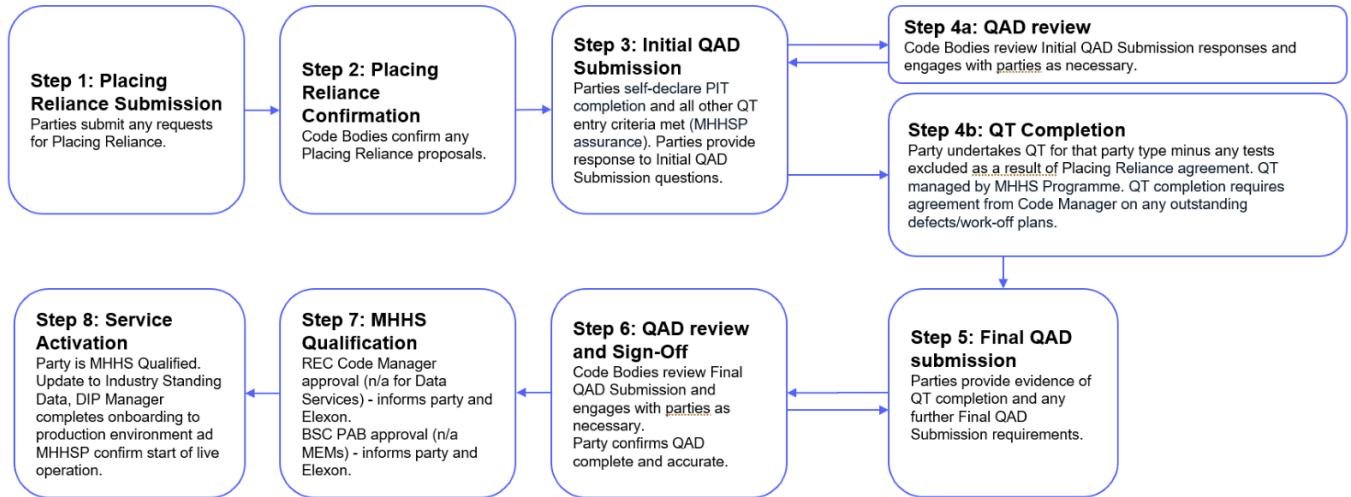 Step 1: Placing
Reliance Submission
Parties submit any requests
for Placing Reliance.
Step 2: Placing
Reliance
Confirmation
Code Bodies confirm any
Placing Reliance proposals.
Step 3: Initial QAD
Submission
Parties self-declare PIT
completion and all other QT
entry criteria met (MHHSP
assurance). Parties provide
response to Initial QAD
Submission questions.
Step 4a: QAD review
Code Bodies review Initial QAD Submission responses and
engages with parties as necessary.
Step 4b: QT Completion
Party undertakes QT for that party type minus any tests
excluded as a result of Placing Reliance agreement. QT
managed by MHHS Programme. QT completion requires
agreement from Code Manager on any outstanding
defects/work-off plans.
Step 8: Service
Activation
Party is MHHS Qualified.
Update to Industry Standing
Data, DIP Manager
completes onboarding to
production environment ad
MHHSP confirm start of live
operation.
Step 7: MHHS
Qualification
REC Code Manager
approval (n/a for Data
Services) - informs party and
Elexon.
BSC PAB approval (n/a
MEMs) - informs party and
Elexon.
Step 6: QAD review
and Sign-Off
Code Bodies review Final
QAD Submission and
engages with parties as
necessary.
Party confirms QAD
complete and accurate.
Step 5: Final QAD
submission
Parties provide evidence of
QT completion and any
further Final QAD
Submission requirements.